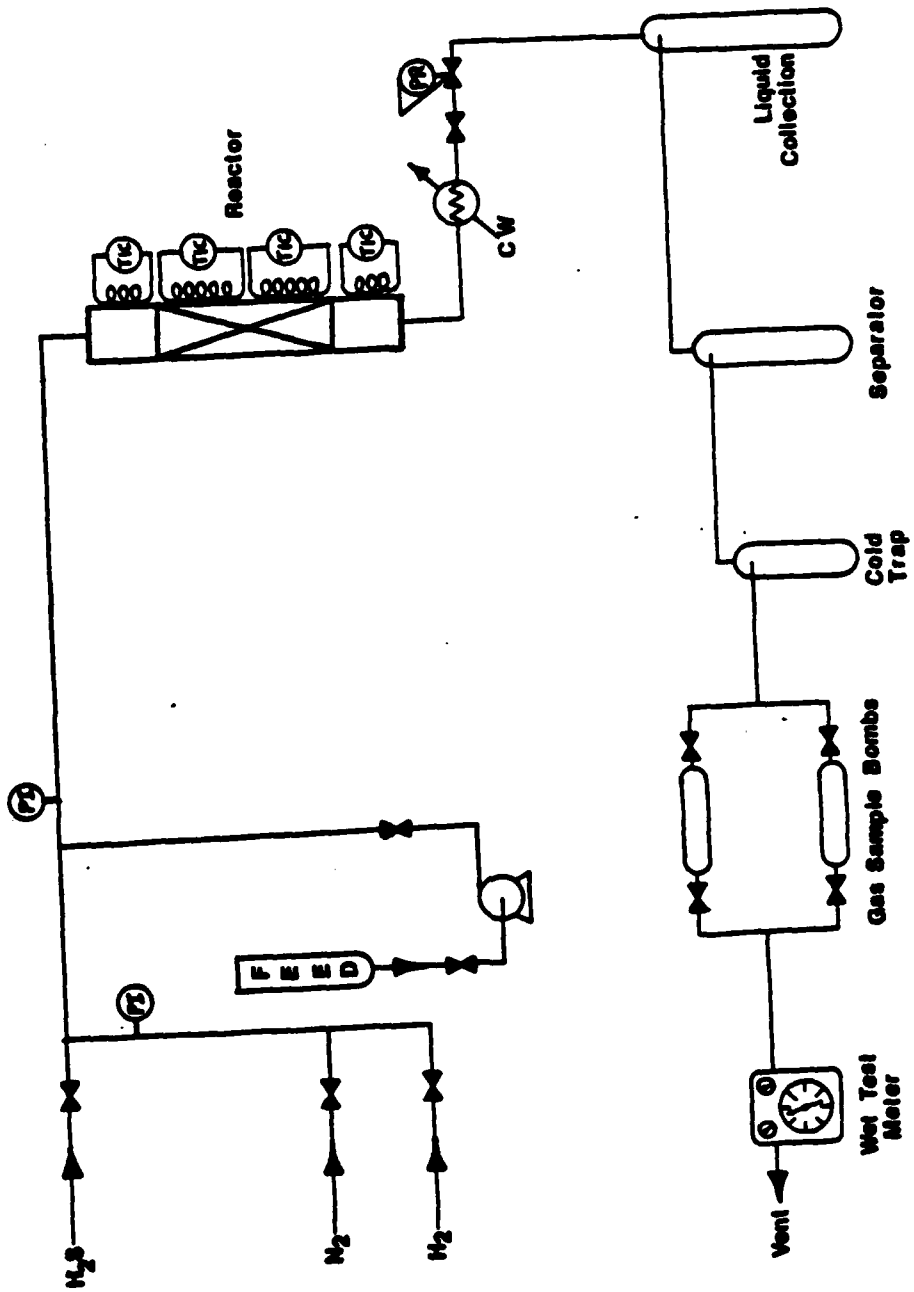 H2S
N2
H2
PI
PI
FEED
Reactor
TIC
TIC
TIC
TIC
CW
PR
Liquid
Collection
Separator
Cold
Trap
Gas Sample Bombs
Wet Test
Meter
Vent